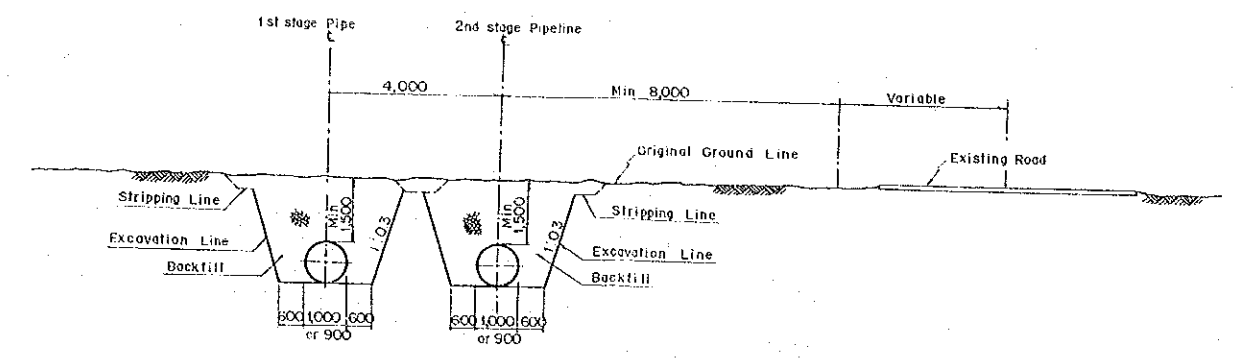 1st stage Pipe
℄
2nd stage Pipeline
℄
4,000
Min 8,000
Variable
Original Ground Line
Existing Road
Stripping Line
Min
1,500
Min
1,500
Stripping Line
Excavation Line
1:0.3
1:0.3
Excavation Line
Backfill
Backfill
600 1,000 600
or 900
600 1,000 600
or 900